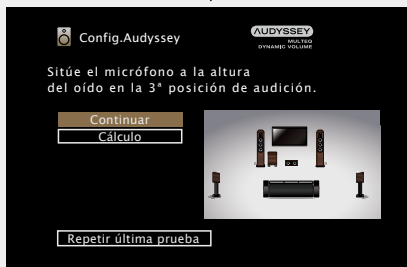 Config.Audyssey
AUDYSSEY
MULTEQ
DYNAMIC VOLUME
Sitúe el micrófono a la altura
del oído en la 3ª posición de audición.
Continuar
Cálculo
Repetir última prueba